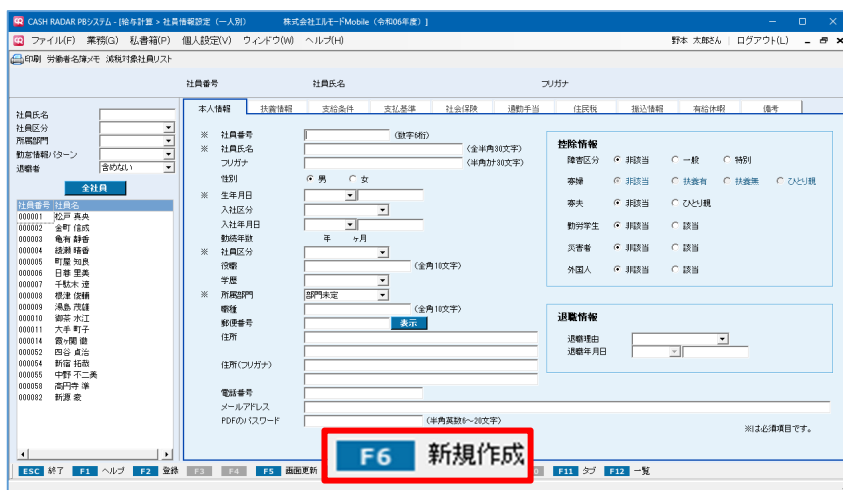 CASH RADAR PBシステム - [給与計算 > 社員情報設定（一人別） 株式会社エルモードMobile（令和06年度）]
ファイル(F) 業務(G) 私書箱(P) 個人設定(V) ウィンドウ(W) ヘルプ(H) 野本 太郎さん ログアウト(L)
印刷 労働者名簿メモ 減税対象社員リスト
社員番号 社員氏名 フリガナ
社員氏名
社員区分
所属部門
勤怠情報パターン
退職者 含めない
全社員
社員番号 社員名
000001 松戸 真央
000002 金町 信成
000003 亀有 静香
000004 綾瀬 晴香
000005 町屋 知良
000006 日暮 里美
000007 千駄木 遼
000008 根津 俊輔
000009 湯島 茂雄
000010 御茶 水江
000011 大手 町子
000014 霞ヶ関 徹
000052 四谷 貞治
000054 新宿 拓哉
000055 中野 不二美
000058 高円寺 準
000082 新源 愛
本人情報 扶養情報 支給条件 支払基準 社会保険 通勤手当 住民税 振込情報 有給休暇 備考
※ 社員番号 (数字6桁)
※ 社員氏名 (全半角30文字)
フリガナ (半角カナ30文字)
性別 男 女
※ 生年月日
入社区分
入社年月日
勤続年数 年 ヶ月
※ 社員区分
役職 (全角10文字)
学歴
※ 所属部門 部門未定
職種 (全角10文字)
郵便番号 表示
住所
住所(フリガナ)
電話番号
メールアドレス
PDFのパスワード (半角英数6～20文字)
控除情報
障害区分 非該当 一般 特別
寡婦 非該当 扶養有 扶養無 ひとり親
寡夫 非該当 ひとり親
勤労学生 非該当 該当
災害者 非該当 該当
外国人 非該当 該当
退職情報
退職理由
退職年月日
※は必須項目です。
F6 新規作成
ESC 終了 F1 ヘルプ F2 登録 F3 F4 F5 画面更新 F11 タブ F12 一覧